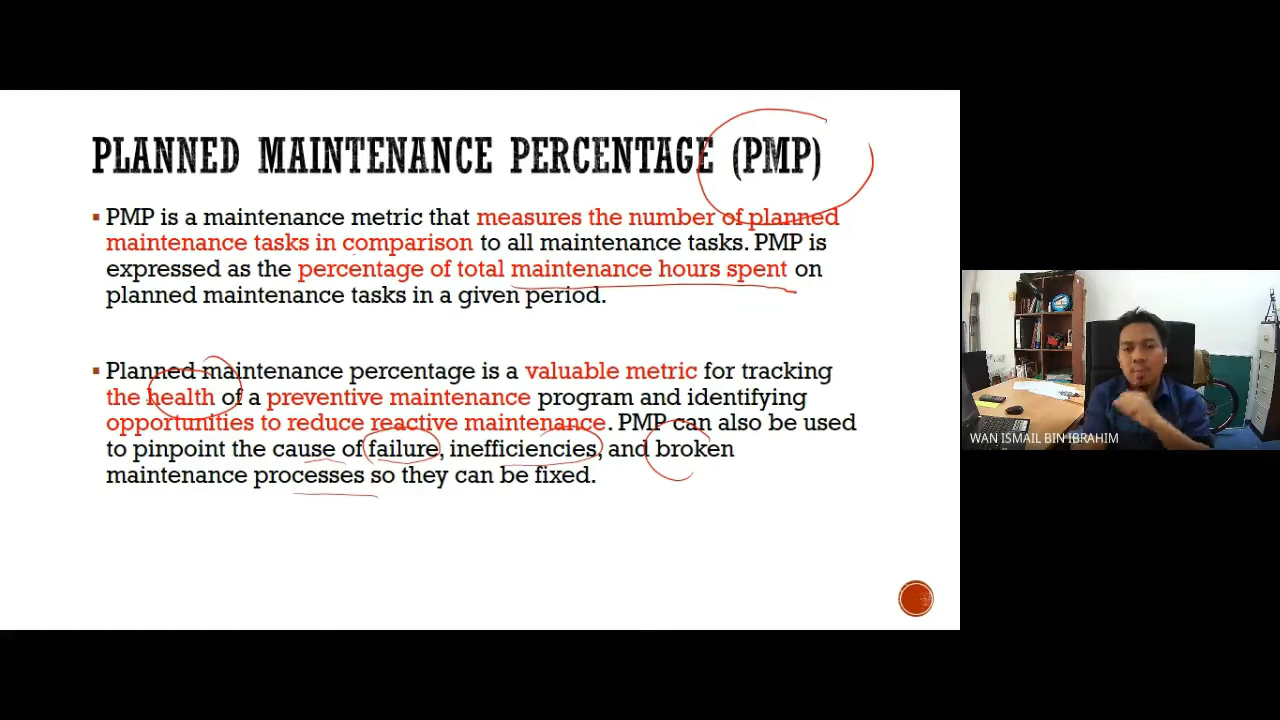 PLANNED MAINTENANCE PERCENTAGE (PMP)
▪ PMP is a maintenance metric that measures the number of planned
maintenance tasks in comparison to all maintenance tasks. PMP is
expressed as the percentage of total maintenance hours spent on
planned maintenance tasks in a given period.
▪ Planned maintenance percentage is a valuable metric for tracking
the health of a preventive maintenance program and identifying
opportunities to reduce reactive maintenance. PMP can also be used
to pinpoint the cause of failure, inefficiencies, and broken
maintenance processes so they can be fixed.
WAN ISMAIL BIN IBRAHIM